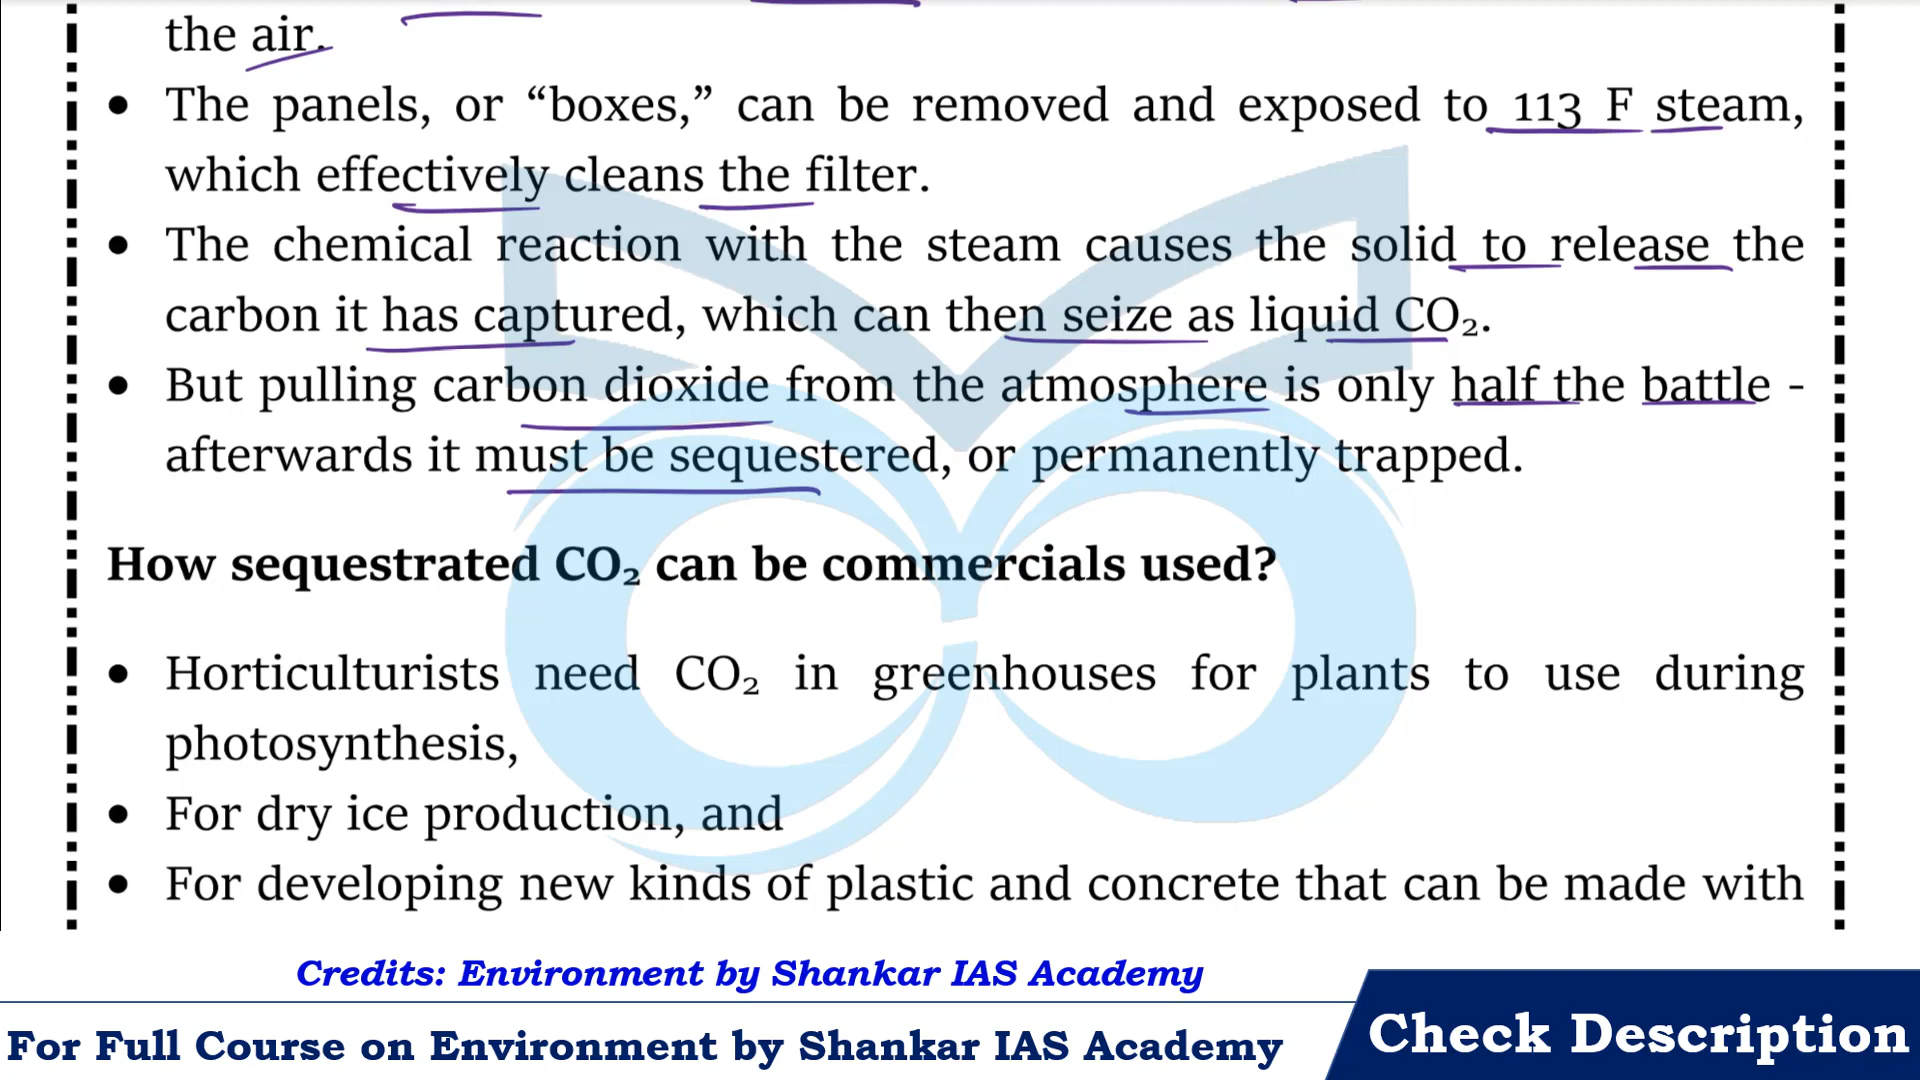 the air.
• The panels, or “boxes,” can be removed and exposed to 113 F steam,
which effectively cleans the filter.
• The chemical reaction with the steam causes the solid to release the
carbon it has captured, which can then seize as liquid CO₂.
• But pulling carbon dioxide from the atmosphere is only half the battle -
afterwards it must be sequestered, or permanently trapped.
How sequestrated CO₂ can be commercials used?
• Horticulturists need CO₂ in greenhouses for plants to use during
photosynthesis,
• For dry ice production, and
• For developing new kinds of plastic and concrete that can be made with
Credits: Environment by Shankar IAS Academy
For Full Course on Environment by Shankar IAS Academy
Check Description